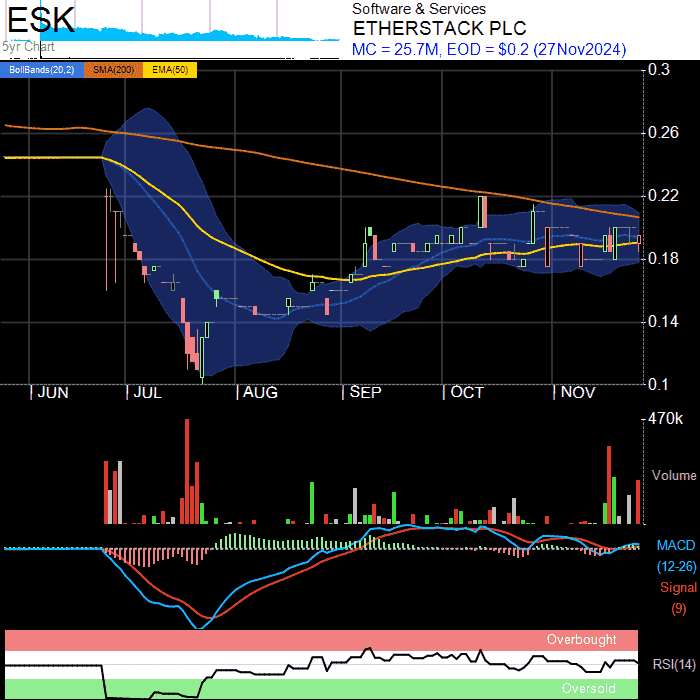 ESK
5yr Chart
Software & Services
ETHERSTACK PLC
MC = 25.7M, EOD = $0.2 (27Nov2024)
BollBands(20,2) SMA(200) EMA(50)
0.3
0.26
0.22
0.18
0.14
0.1
JUN JUL AUG SEP OCT NOV
470k
Volume
MACD
(12-26)
Signal
(9)
Overbought
RSI(14)
Oversold